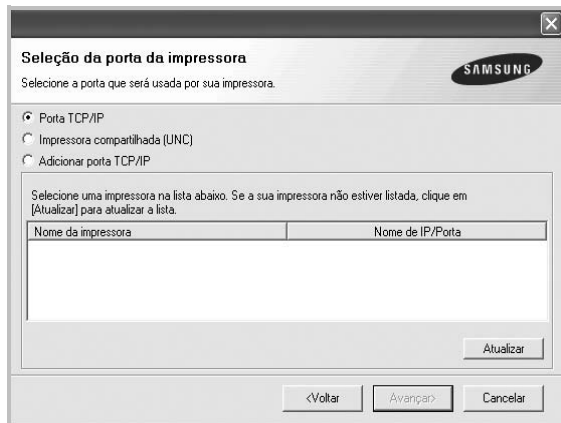 Seleção da porta da impressora
Selecione a porta que será usada por sua impressora.
SAMSUNG
Porta TCP/IP
Impressora compartilhada (UNC)
Adicionar porta TCP/IP
Selecione uma impressora na lista abaixo. Se a sua impressora não estiver listada, clique em
[Atualizar] para atualizar a lista.
Nome da impressora Nome de IP/Porta
Atualizar
<Voltar Avançar> Cancelar